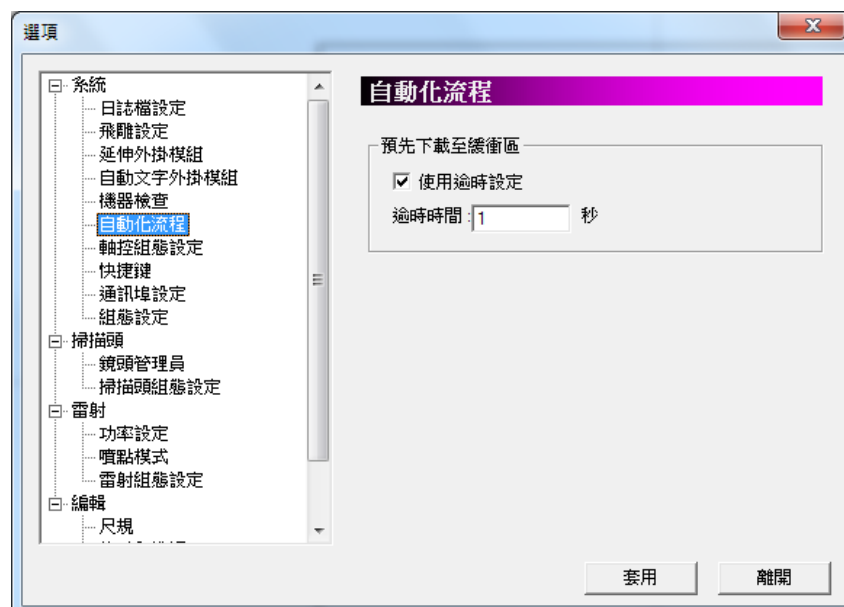 選項
系統
日誌檔設定
飛雕設定
延伸外掛模組
自動文字外掛模組
機器檢查
自動化流程
軸控組態設定
快捷鍵
通訊埠設定
組態設定
掃描頭
鏡頭管理員
掃描頭組態設定
雷射
功率設定
噴點模式
雷射組態設定
編輯
尺規
自動化流程
預先下載至緩衝區
使用逾時設定
逾時時間 : 1 秒
套用
離開